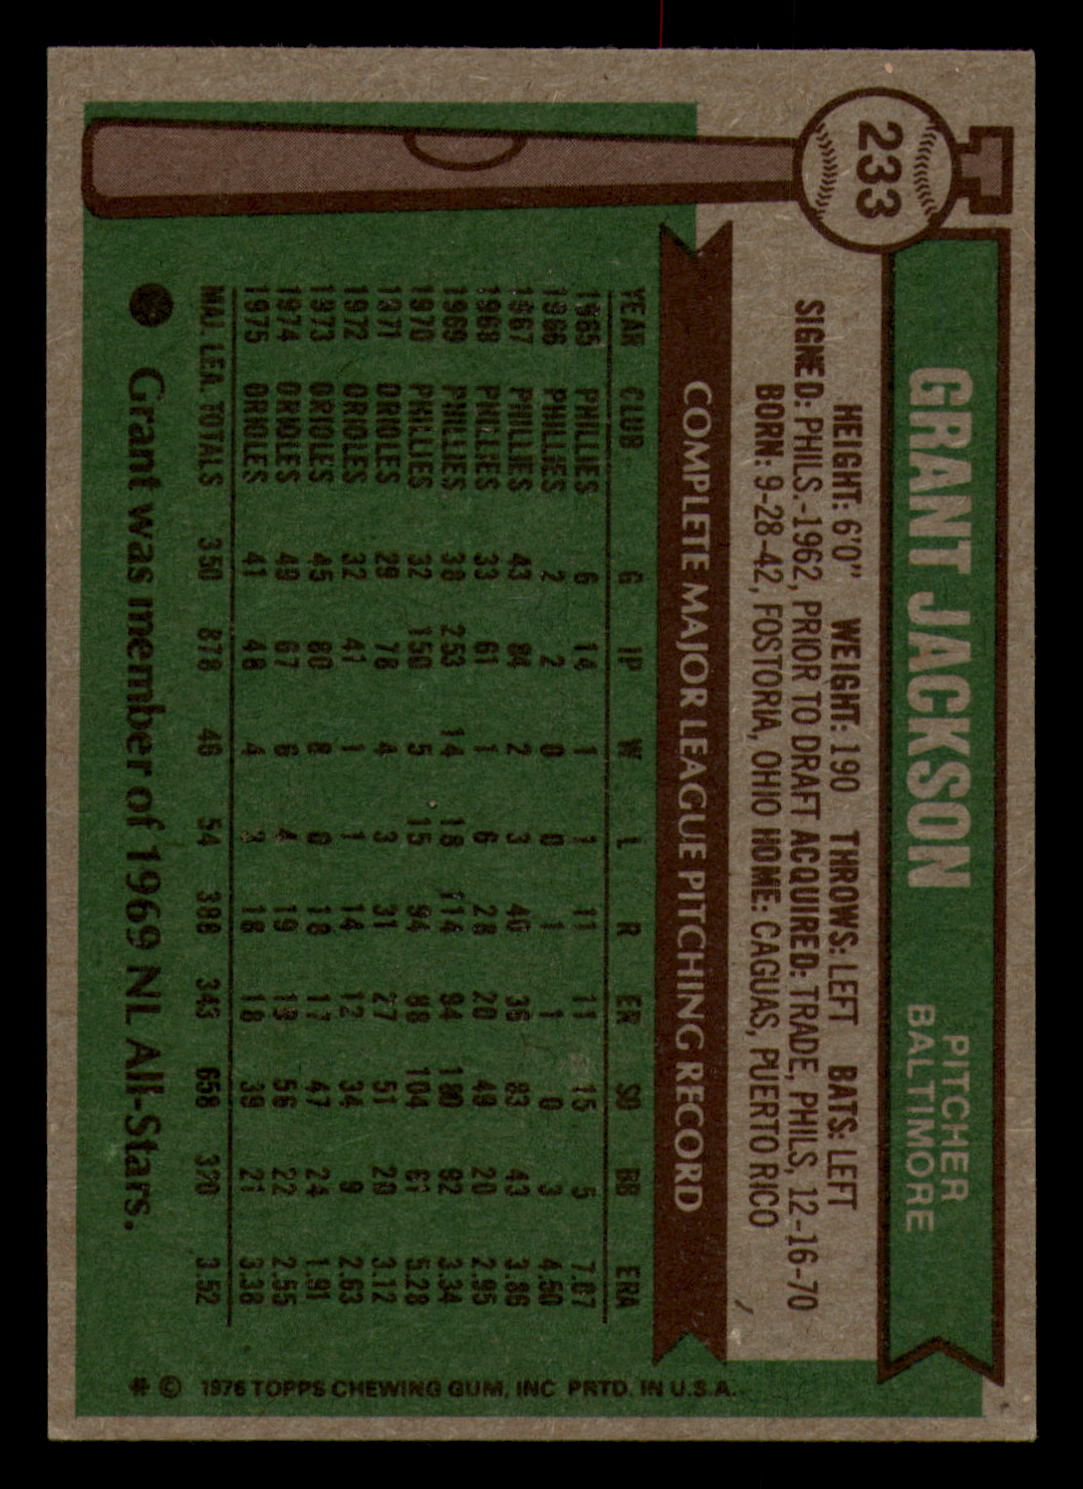 233
GRANT JACKSON
PITCHER
BALTIMORE
HEIGHT: 6'0" WEIGHT: 190 THROWS: LEFT BATS: LEFT
SIGNED: PHILS.-1962, PRIOR TO DRAFT ACQUIRED: TRADE, PHILS, 12-16-70
BORN: 9-28-42, FOSTORIA, OHIO HOME: CAGUAS, PUERTO RICO
COMPLETE MAJOR LEAGUE PITCHING RECORD
YEAR CLUB G IP W L R ER SO BB ERA
1965 PHILLIES 6 14 1 1 11 11 15 5 7.07
1966 PHILLIES 2 2 0 0 1 1 0 3 4.50
1967 PHILLIES 43 84 2 3 40 36 83 43 3.86
1968 PHILLIES 33 61 1 6 28 20 49 20 2.95
1969 PHILLIES 38 253 14 18 114 94 180 92 3.34
1970 PHILLIES 32 150 5 15 94 88 104 61 5.28
1971 ORIOLES 29 78 4 3 31 27 51 20 3.12
1972 ORIOLES 32 41 1 1 14 12 34 9 2.63
1973 ORIOLES 45 80 8 0 18 17 47 24 1.91
1974 ORIOLES 49 67 6 4 19 19 56 22 2.55
1975 ORIOLES 41 48 4 3 18 18 39 21 3.38
MAJ. LEA. TOTALS 350 878 46 54 388 343 658 320 3.52
Grant was member of 1969 NL All-Stars.
# © 1976 TOPPS CHEWING GUM, INC PRTD. IN U.S.A.